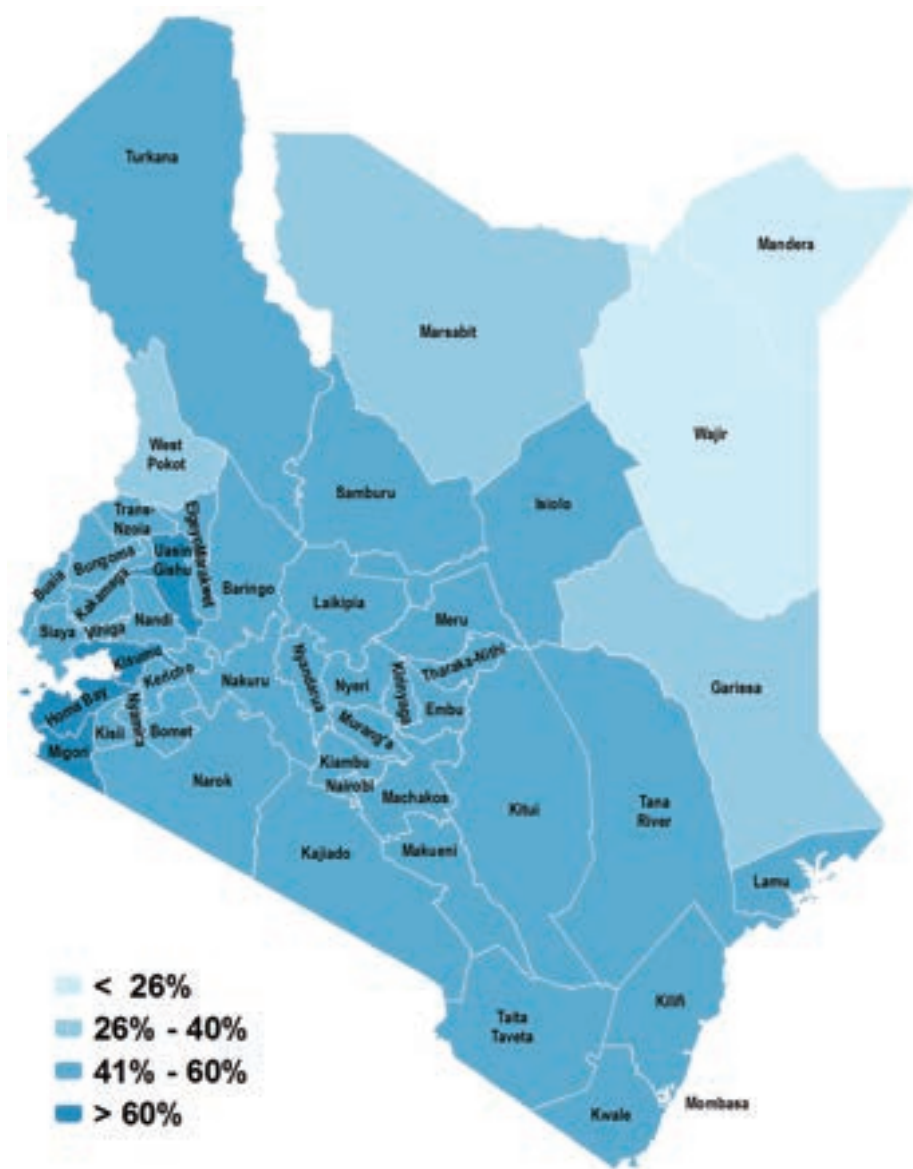 Turkana
Mandera
Marsabit
Wajir
West
Pokot
Samburu
Isiolo
Trans-
Nzoia
Elgeyo Marakwet
Uasin
Gishu
Bungoma
Busia
Kakamega
Baringo
Laikipia
Meru
Nandi
Siaya
Vihiga
Kisumu
Tharaka-Nithi
Kericho
Nakuru
Nyandarua
Nyeri
Kirinyaga
Garissa
Homa Bay
Embu
Nyamira
Kisii
Bomet
Murang'a
Migori
Kiambu
Narok
Nairobi
Machakos
Kitui
Tana
River
Kajiado
Makueni
Lamu
< 26%
26% - 40%
41% - 60%
> 60%
Kilifi
Taita
Taveta
Kwale
Mombasa